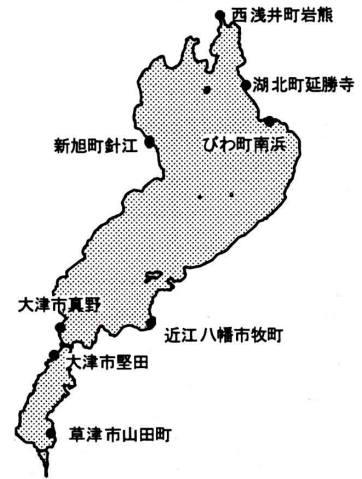 西浅井町岩熊
湖北町延勝寺
新旭町針江
びわ町南浜
大津市真野
近江八幡市牧町
大津市堅田
草津市山田町